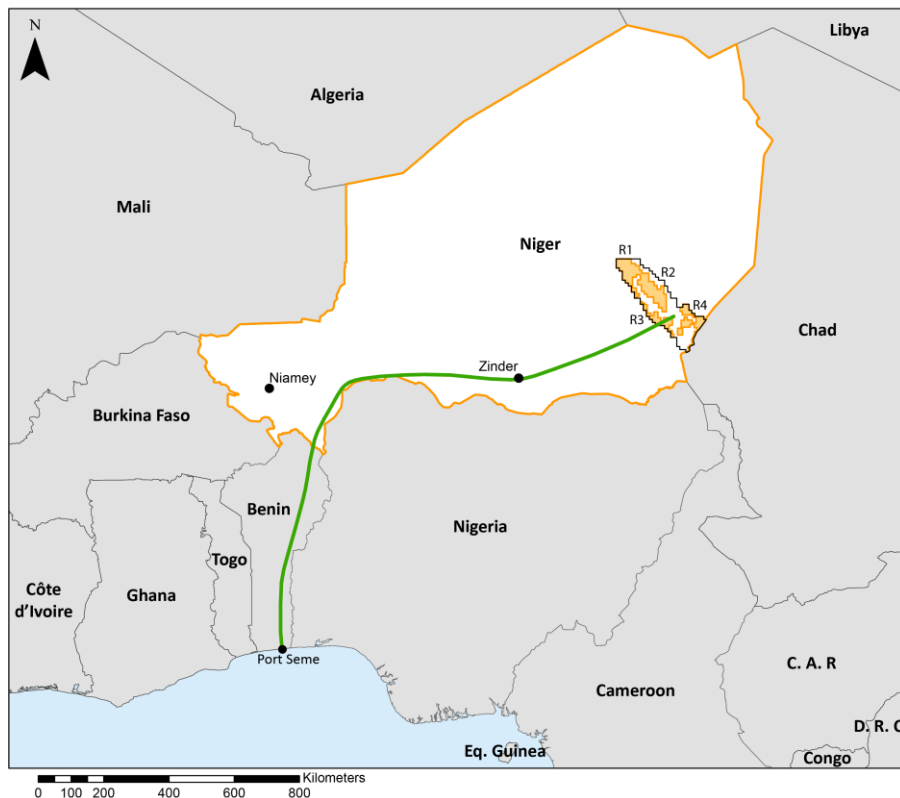 N
Libya
Algeria
Mali
Niger
R1
R2
R3
R4
Chad
Zinder
Niamey
Burkina Faso
Benin
Nigeria
Togo
Ghana
Côte
d'Ivoire
Port Seme
Cameroon
C. A. R
D. R. C
Eq. Guinea
Congo
Kilometers
0 100 200 400 600 800